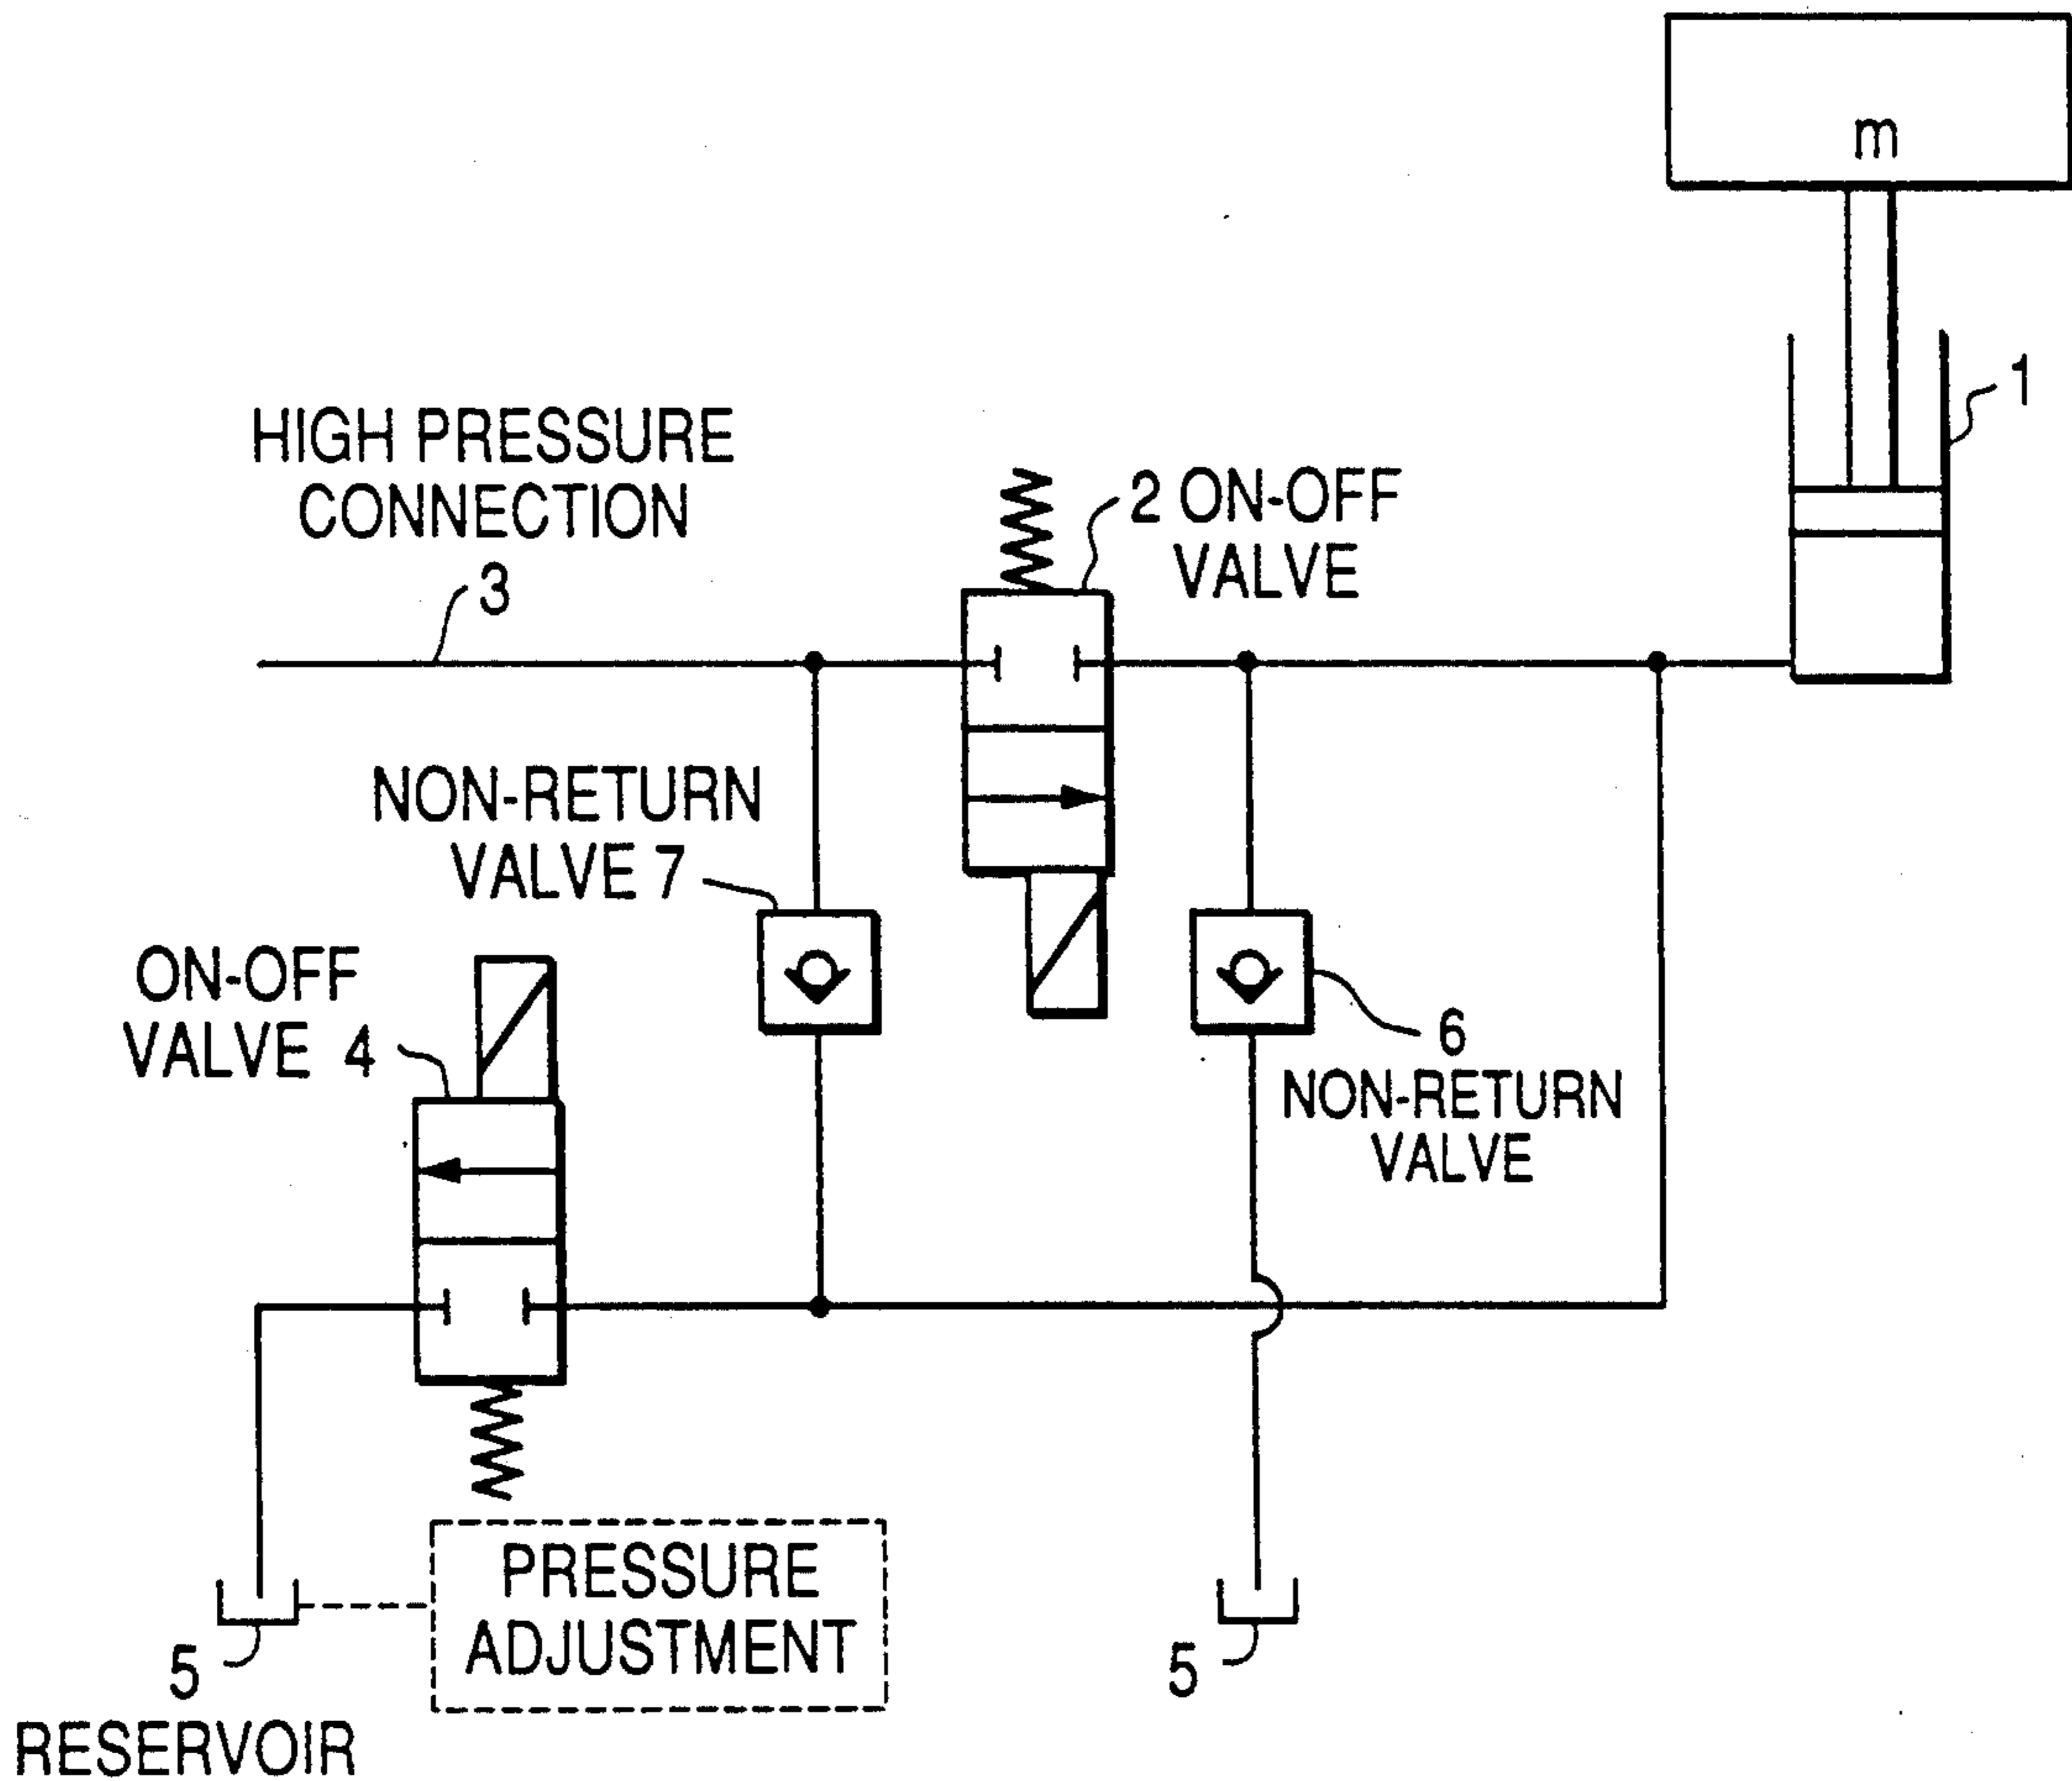 m
1
HIGH PRESSURE
CONNECTION
3
2 ON-OFF
VALVE
NON-RETURN
VALVE 7
ON-OFF
VALVE 4
6
NON-RETURN
VALVE
PRESSURE
ADJUSTMENT
5
RESERVOIR
5